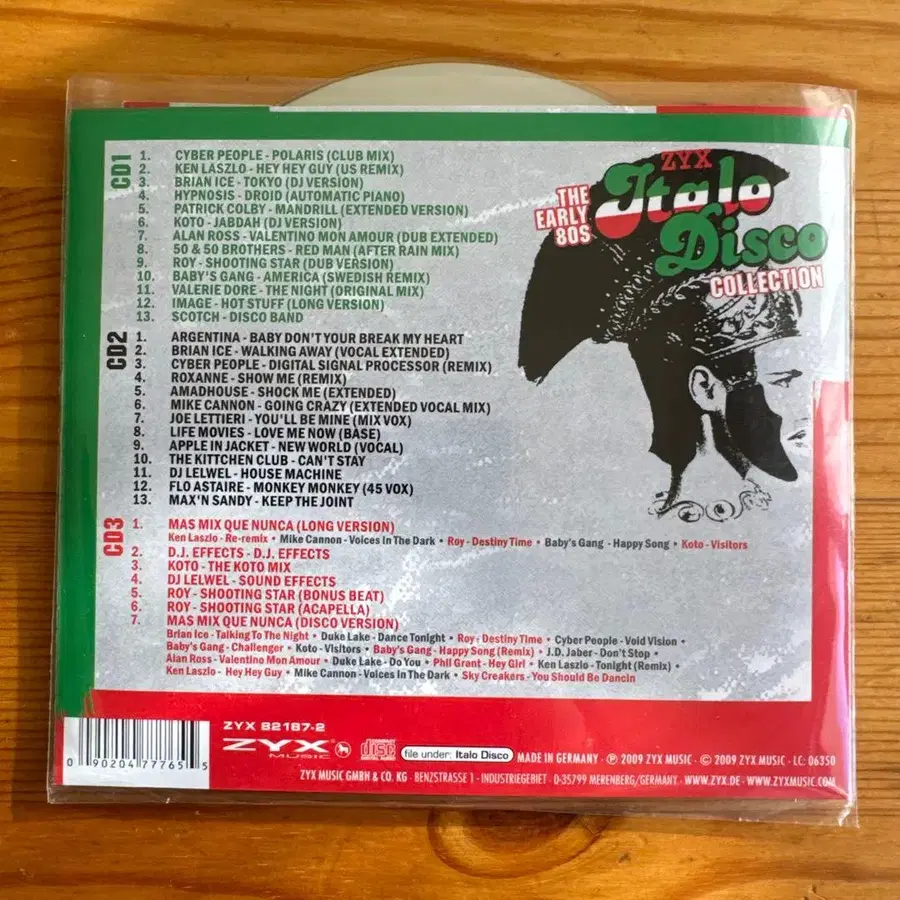 CD1
1. CYBER PEOPLE - POLARIS (CLUB MIX)
2. KEN LASZLO - HEY HEY GUY (US REMIX)
3. BRIAN ICE - TOKYO (DJ VERSION)
4. HYPNOSIS - DROID (AUTOMATIC PIANO)
5. PATRICK COLBY - MANDRILL (EXTENDED VERSION)
6. KOTO - JABDAH (DJ VERSION)
7. ALAN ROSS - VALENTINO MON AMOUR (DUB EXTENDED)
8. 50 & 50 BROTHERS - RED MAN (AFTER RAIN MIX)
9. ROY - SHOOTING STAR (DUB VERSION)
10. BABY'S GANG - AMERICA (SWEDISH REMIX)
11. VALERIE DORE - THE NIGHT (ORIGINAL MIX)
12. IMAGE - HOT STUFF (LONG VERSION)
13. SCOTCH - DISCO BAND
ZYX
THE EARLY 80S
Italo
Disco
COLLECTION
CD2
1. ARGENTINA - BABY DON'T YOUR BREAK MY HEART
2. BRIAN ICE - WALKING AWAY (VOCAL EXTENDED)
3. CYBER PEOPLE - DIGITAL SIGNAL PROCESSOR (REMIX)
4. ROXANNE - SHOW ME (REMIX)
5. AMADHOUSE - SHOCK ME (EXTENDED)
6. MIKE CANNON - GOING CRAZY (EXTENDED VOCAL MIX)
7. JOE LETTIERI - YOU'LL BE MINE (MIX VOX)
8. LIFE MOVIES - LOVE ME NOW (BASE)
9. APPLE IN JACKET - NEW WORLD (VOCAL)
10. THE KITTCHEN CLUB - CAN'T STAY
11. DJ LELWEL - HOUSE MACHINE
12. FLO ASTAIRE - MONKEY MONKEY (45 VOX)
13. MAX'N SANDY - KEEP THE JOINT
CD3
1. MAS MIX QUE NUNCA (LONG VERSION)
Ken Laszlo - Re-remix • Mike Cannon - Voices In The Dark • Roy - Destiny Time • Baby's Gang - Happy Song • Koto - Visitors
2. D.J. EFFECTS - D.J. EFFECTS
3. KOTO - THE KOTO MIX
4. DJ LELWEL - SOUND EFFECTS
5. ROY - SHOOTING STAR (BONUS BEAT)
6. ROY - SHOOTING STAR (ACAPELLA)
7. MAS MIX QUE NUNCA (DISCO VERSION)
Brian Ice - Talking To The Night • Duke Lake - Dance Tonight • Roy - Destiny Time • Cyber People - Void Vision •
Baby's Gang - Challenger • Koto - Visitors • Baby's Gang - Happy Song (Remix) • J.D. Jaber - Don't Stop •
Alan Ross - Valentino Mon Amour • Duke Lake - Do You • Phil Grant - Hey Girl • Ken Laszlo - Tonight (Remix) •
Ken Laszlo - Hey Hey Guy • Mike Cannon - Voices In The Dark • Sky Creakers - You Should Be Dancin
ZYX 82187-2
ZYX MUSIC
COMPACT disc DIGITAL AUDIO
file under: Italo Disco
MADE IN GERMANY · ℗ 2009 ZYX MUSIC · © 2009 ZYX MUSIC · LC: 06350
ZYX MUSIC GMBH & CO. KG · BENZSTRASSE 1 · INDUSTRIEGEBIET · D-35799 MERENBERG/GERMANY · WWW.ZYX.DE · WWW.ZYXMUSIC.COM
0 90204 77765 5